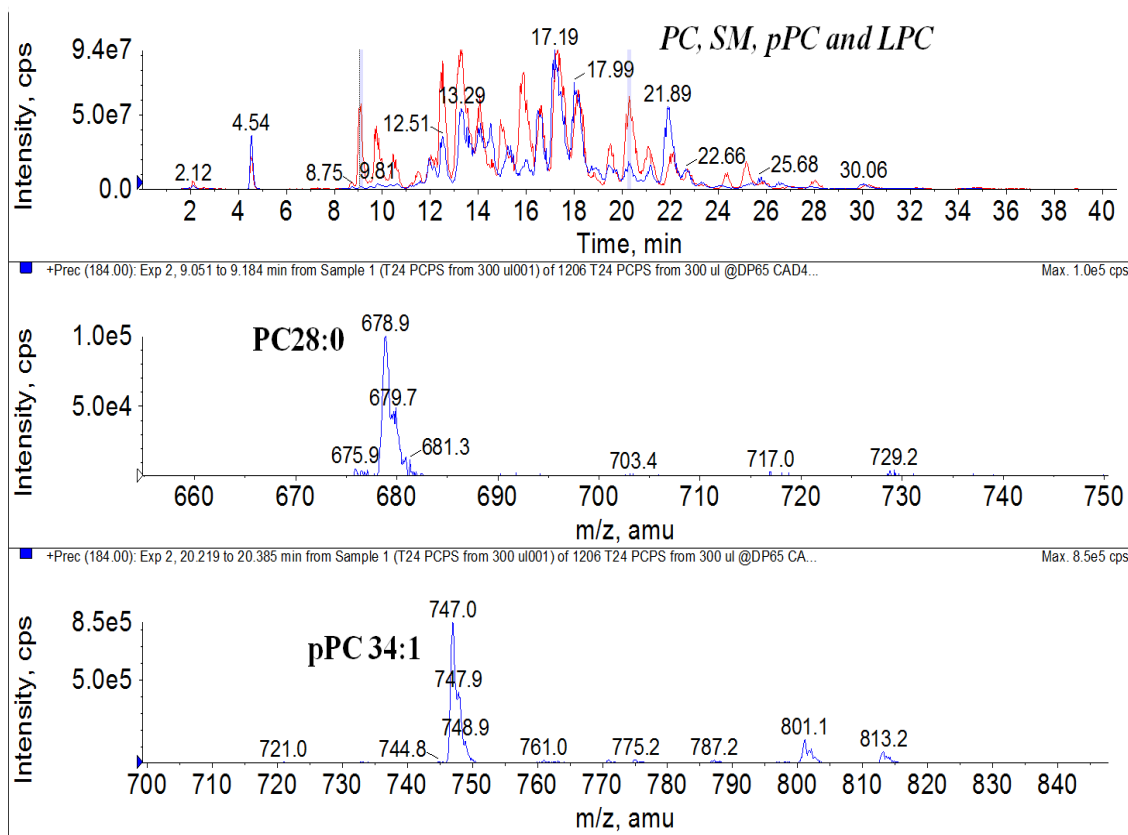 PC, SM, pPC and LPC
Intensity, cps
9.4e7
5.0e7
0.0
2.12
4.54
8.75
9.81
12.51
13.29
17.19
17.99
21.89
22.66
25.68
30.06
2 4 6 8 10 12 14 16 18 20 22 24 26 28 30 32 34 36 38 40
Time, min
+Prec (184.00): Exp 2, 9.051 to 9.184 min from Sample 1 (T24 PCPS from 300 ul001) of 1206 T24 PCPS from 300 ul @DP65 CAD4... Max. 1.0e5 cps
Intensity, cps
1.0e5
5.0e4
PC28:0
678.9
679.7
675.9
681.3
703.4
717.0
729.2
660 670 680 690 700 710 720 730 740 750
m/z, amu
+Prec (184.00): Exp 2, 20.219 to 20.385 min from Sample 1 (T24 PCPS from 300 ul001) of 1206 T24 PCPS from 300 ul @DP65 CA... Max. 8.5e5 cps
Intensity, cps
8.5e5
5.0e5
pPC 34:1
747.0
747.9
748.9
721.0
744.8
761.0
775.2
787.2
801.1
813.2
700 710 720 730 740 750 760 770 780 790 800 810 820 830 840
m/z, amu